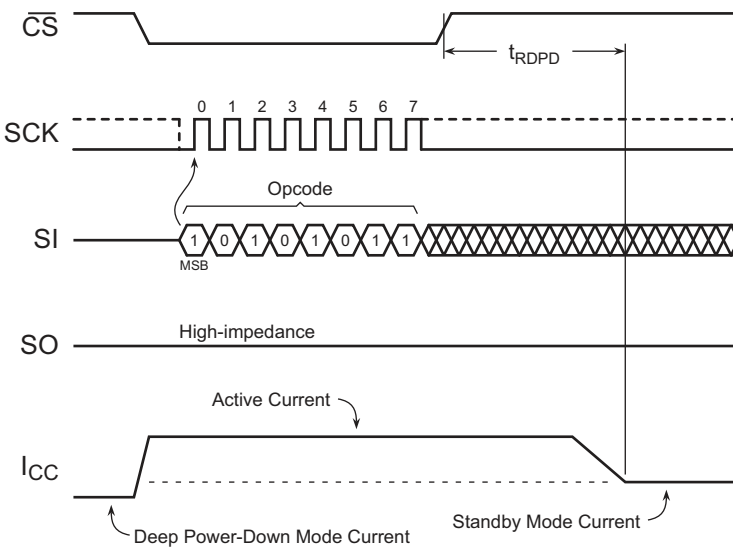 CS
tRDPD
SCK
0 1 2 3 4 5 6 7
Opcode
SI
1 0 1 0 1 0 1 1
MSB
SO
High-impedance
Active Current
ICC
Deep Power-Down Mode Current
Standby Mode Current